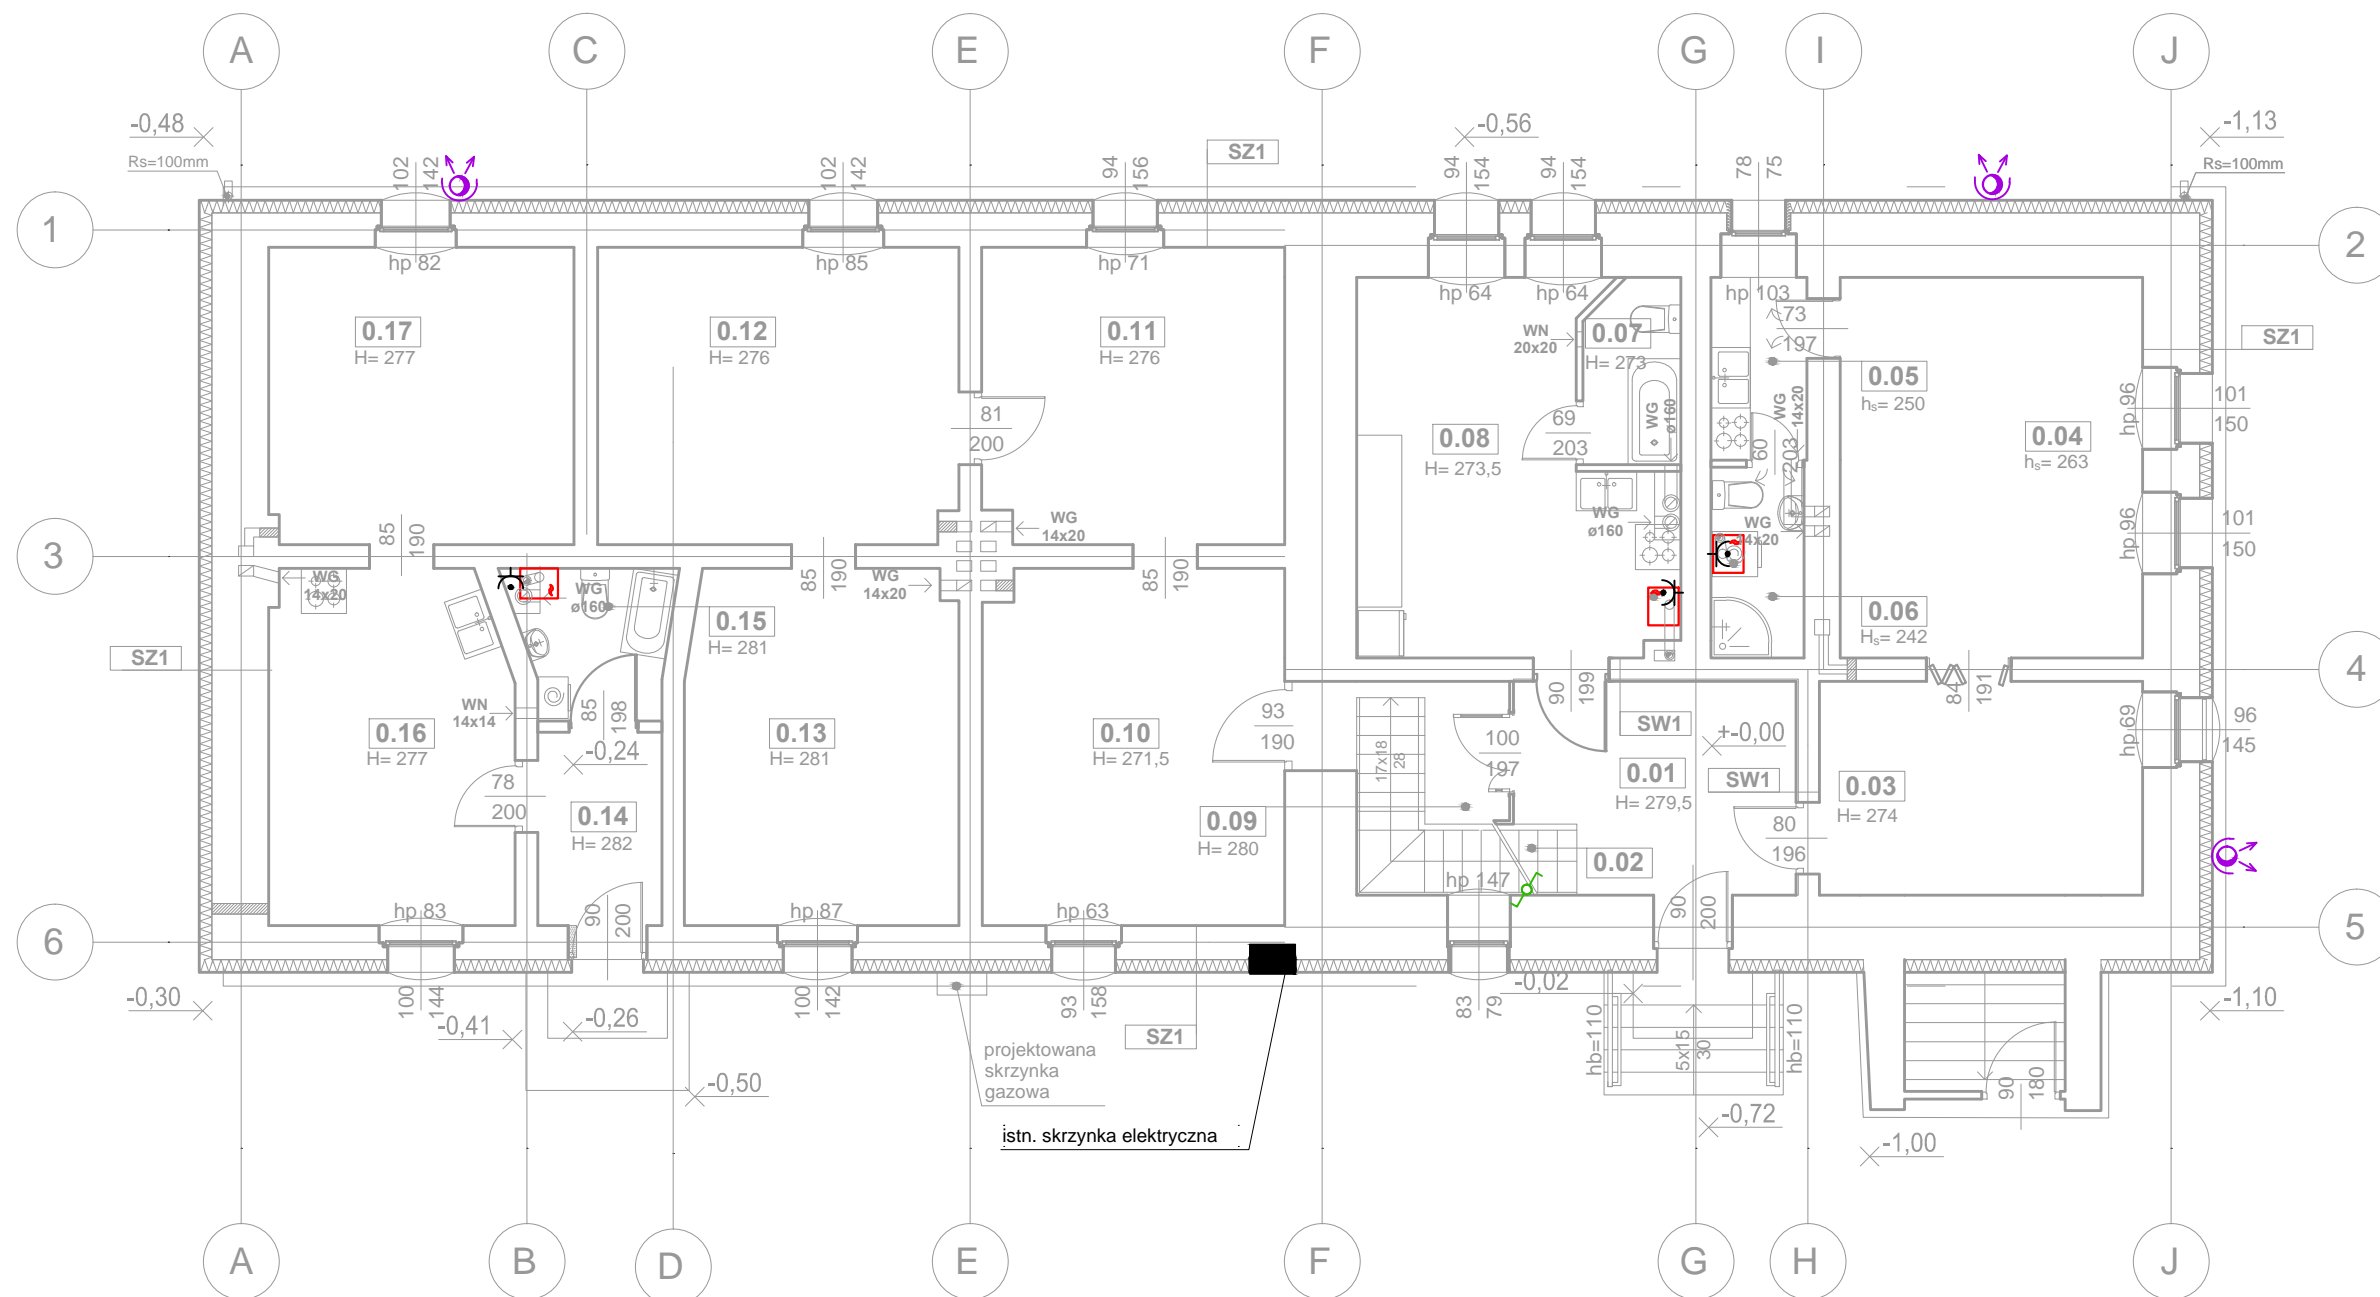 A
C
E
F
G
I
J
-0,48
-0,56
-1,13
Rs=100mm
Rs=100mm
102
142
102
142
94
156
SZ1
94
154
94
154
78
75
1
2
hp 82
hp 85
hp 71
hp 64
hp 64
hp 103
0.17
H= 277
0.12
H= 276
0.11
H= 276
WN
20x20
0.07
H= 273
73
197
SZ1
0.05
hs= 250
WG
14x20
WG
ø160
hp 96
101
150
81
200
69
203
0.08
H= 273,5
60
203
0.04
hs= 263
3
85
190
WG
14x20
WG
14x20
85
190
WG
14x20
85
190
WG
ø160
WG
14x20
hp 96
101
150
WG
ø160
0.15
H= 281
0.06
Hs= 242
SZ1
4
WN
14x14
85
198
90
199
84
191
0.16
H= 277
-0,24
0.13
H= 281
0.10
H= 271,5
93
190
17x18
28
100
197
SW1
+-0,00
SW1
0.01
H= 279,5
hp 69
96
145
78
200
0.14
H= 282
0.09
H= 280
0.03
H= 274
80
196
0.02
6
5
hp 83
90
200
hp 87
hp 63
hp 147
90
200
-0,30
100
144
-0,41
-0,26
100
142
93
158
SZ1
83
79
-0,02
-1,10
hb=110
5x15
30
hb=110
projektowana
skrzynka
gazowa
-0,50
90
180
-0,72
istn. skrzynka elektryczna
-1,00
A
B
D
E
F
G
H
J